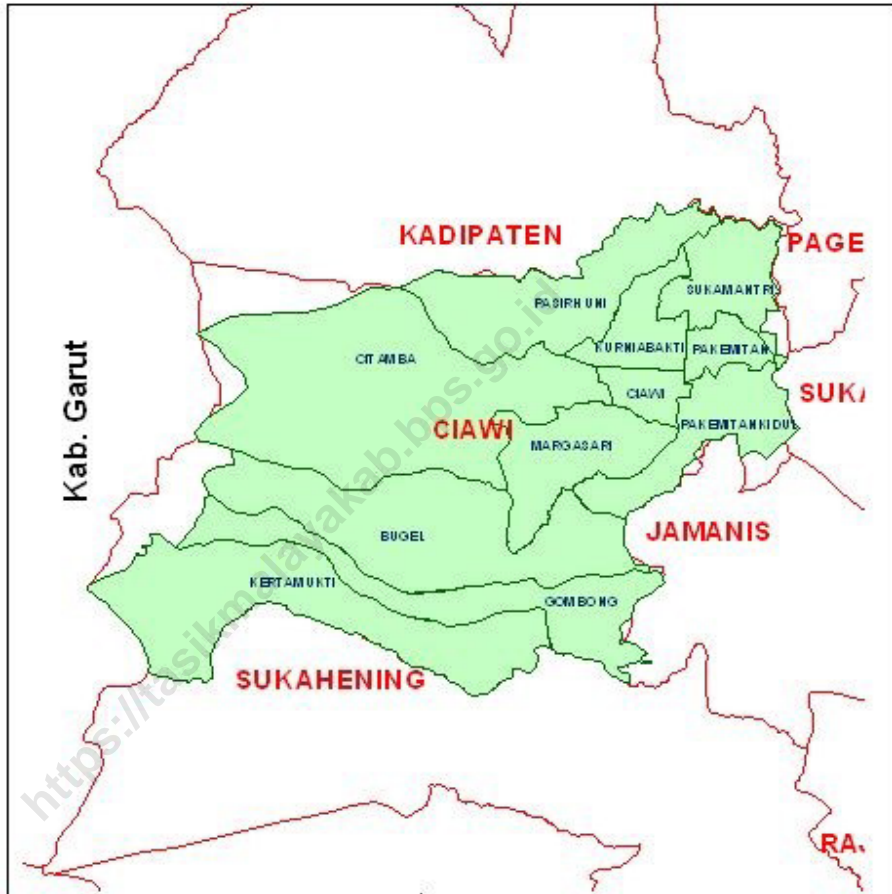 KADIPATEN
PAGE
SUKAMANTRI
PASIRHUNI
KURNIABAKTI
PAKEMITAN
CITAMBA
CIAWI
SUKA
Kab. Garut
CIAWI
PAKEMITANKIDUL
MARGASARI
JAMANIS
BUGEL
KERTAMUKTI
GOMBONG
SUKAHENING
RAJ
https://tasikmalayakab.bps.go.id